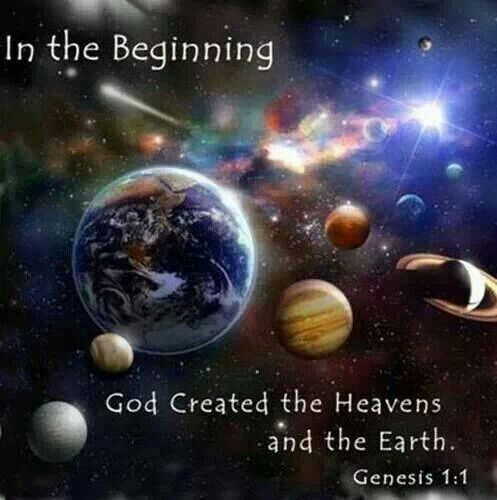 In the Beginning
God Created the Heavens
and the Earth.
Genesis 1:1